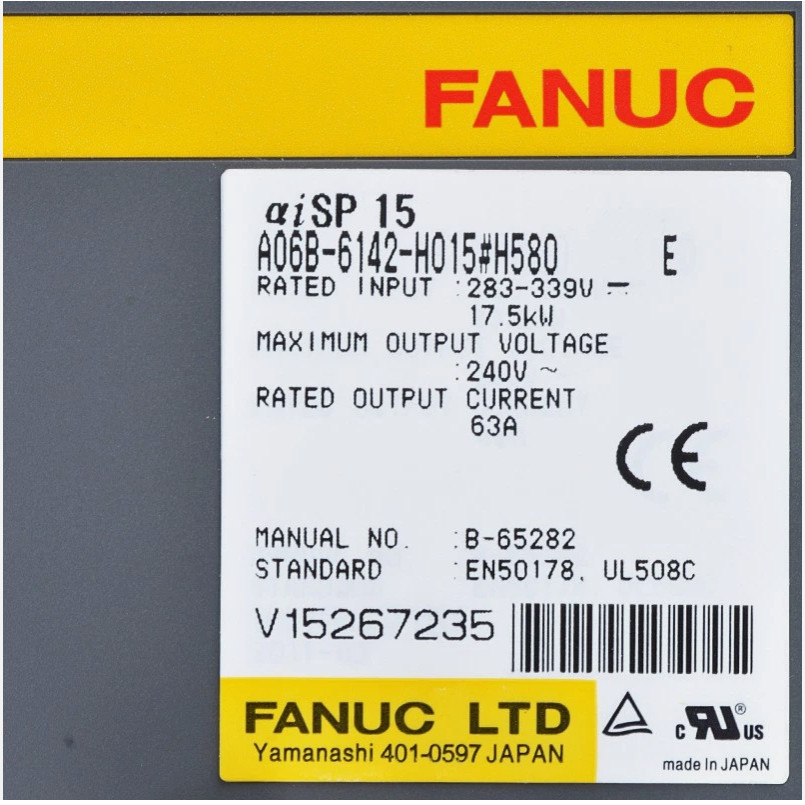 FANUC
αiSP 15
A06B-6142-H015#H580 E
RATED INPUT :283-339V ⎓
17.5kW
MAXIMUM OUTPUT VOLTAGE
:240V ~
RATED OUTPUT CURRENT
63A
CE
MANUAL NO. :B-65282
STANDARD :EN50178, UL508C
V15267235
FANUC LTD
Yamanashi 401-0597 JAPAN
c RU ® US
made In JAPAN